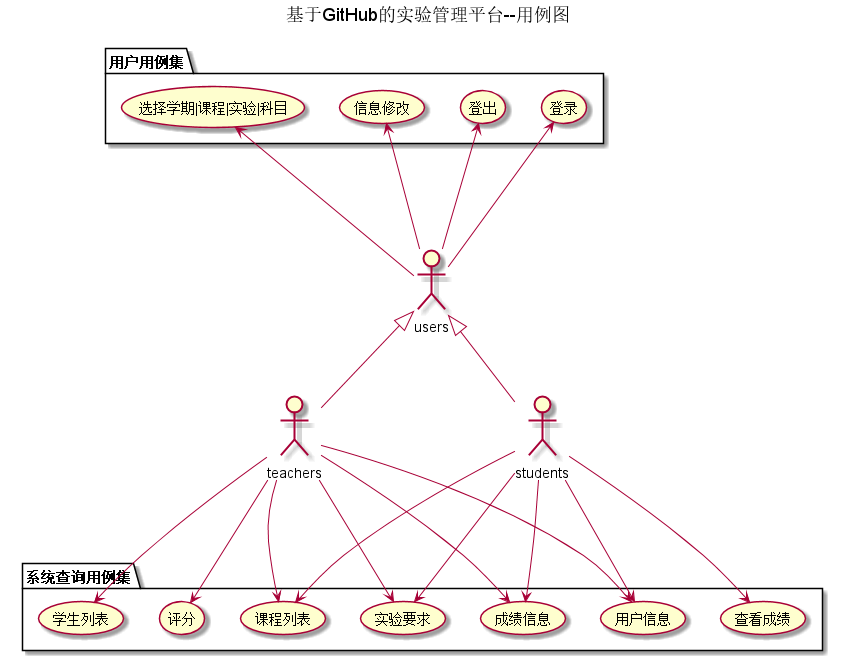 基于GitHub的实验管理平台--用例图
用户用例集
选择学期|课程|实验|科目
信息修改
登出
登录
users
teachers
students
系统查询用例集
学生列表
评分
课程列表
实验要求
成绩信息
用户信息
查看成绩